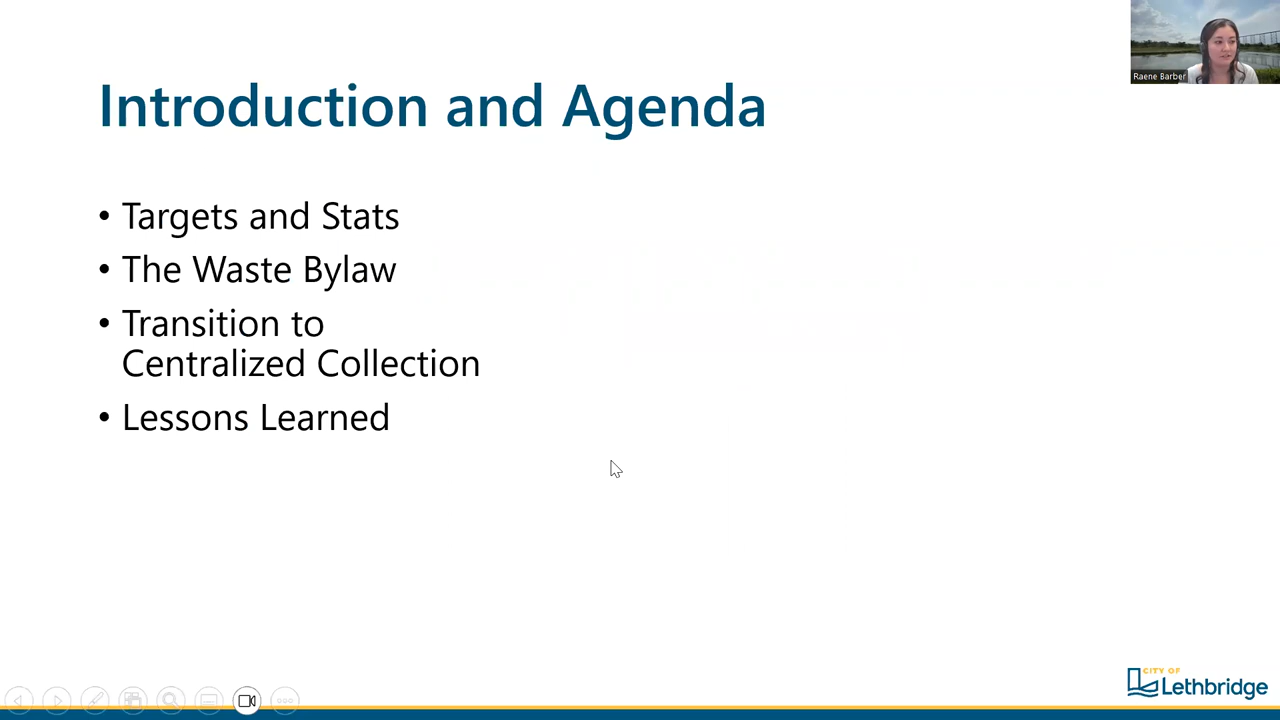 Raene Barber
Introduction and Agenda
• Targets and Stats
• The Waste Bylaw
• Transition to
Centralized Collection
• Lessons Learned
CITY OF
Lethbridge